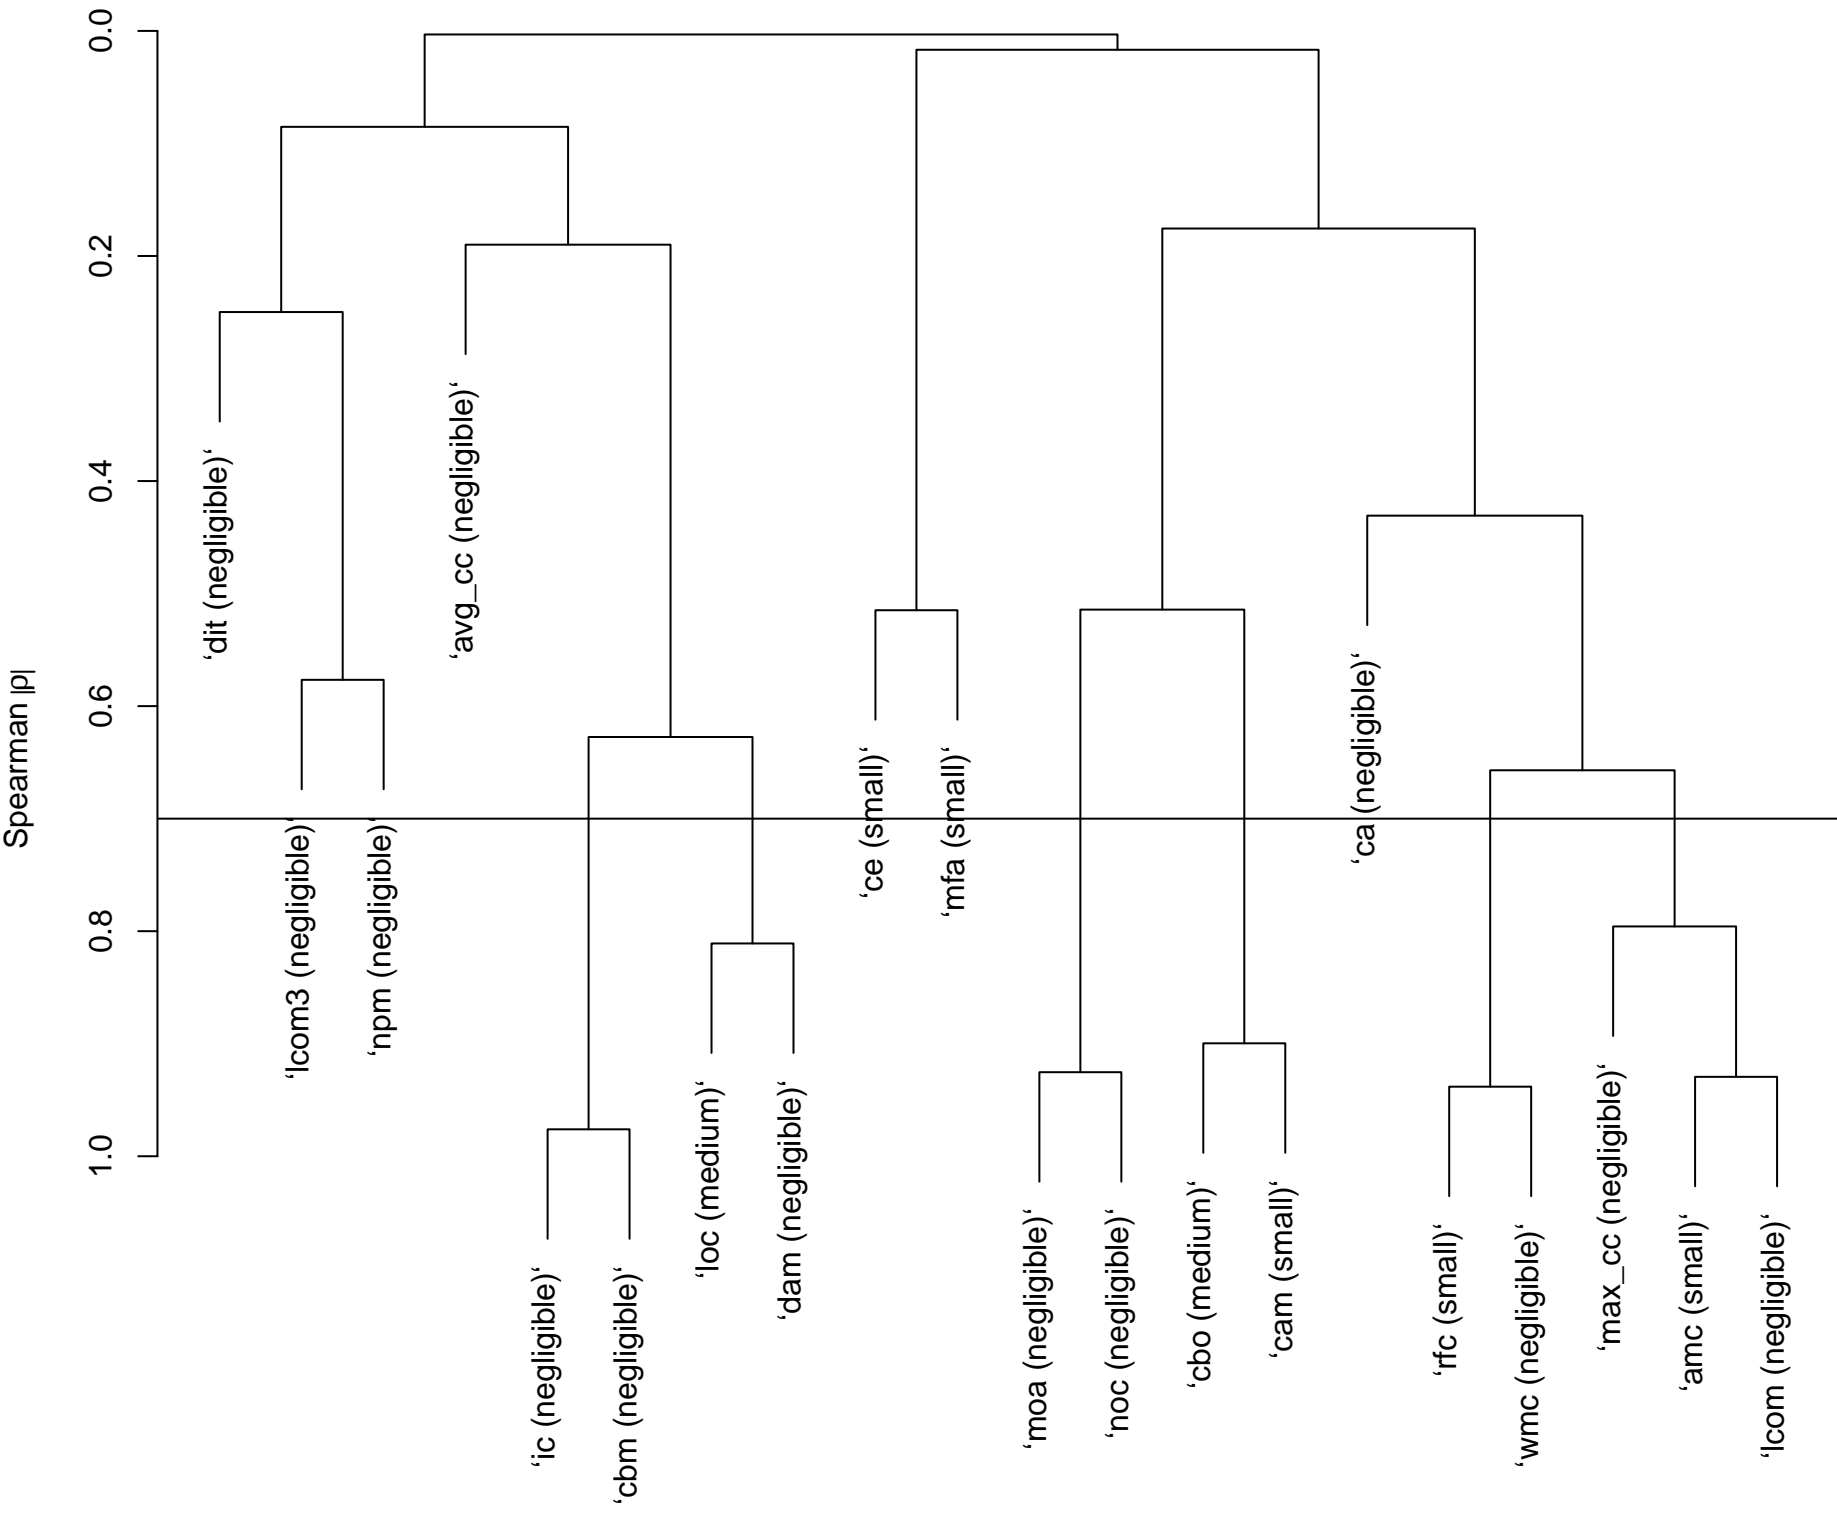 Spearman |ρ|
0.0
0.2
0.4
0.6
0.8
1.0
‘dit (negligible)‘
‘lcom3 (negligible)‘
‘npm (negligible)‘
‘avg_cc (negligible)‘
‘ic (negligible)‘
‘cbm (negligible)‘
‘loc (medium)‘
‘dam (negligible)‘
‘ce (small)‘
‘mfa (small)‘
‘moa (negligible)‘
‘noc (negligible)‘
‘cbo (medium)‘
‘cam (small)‘
‘ca (negligible)‘
‘rfc (small)‘
‘wmc (negligible)‘
‘max_cc (negligible)‘
‘amc (small)‘
‘lcom (negligible)‘